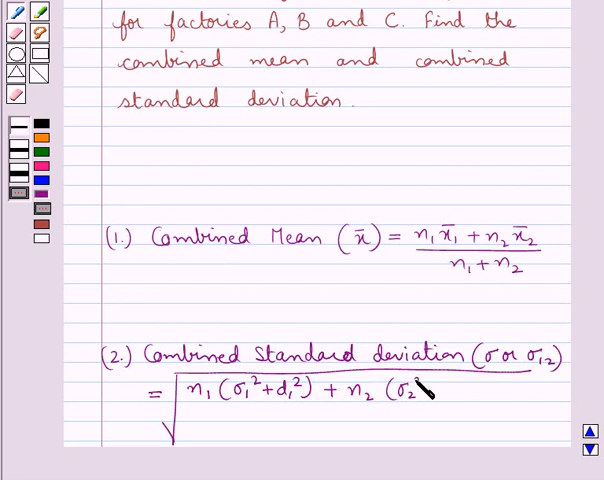 for factories A, B and C. Find the
combined mean and combined
standard deviation.
(1.) Combined Mean (x̄) = n₁x̄₁ + n₂x̄₂
n₁ + n₂
(2.) Combined Standard deviation (σ or σ₁₂)
= √n₁ (σ₁² + d₁²) + n₂ (σ₂²